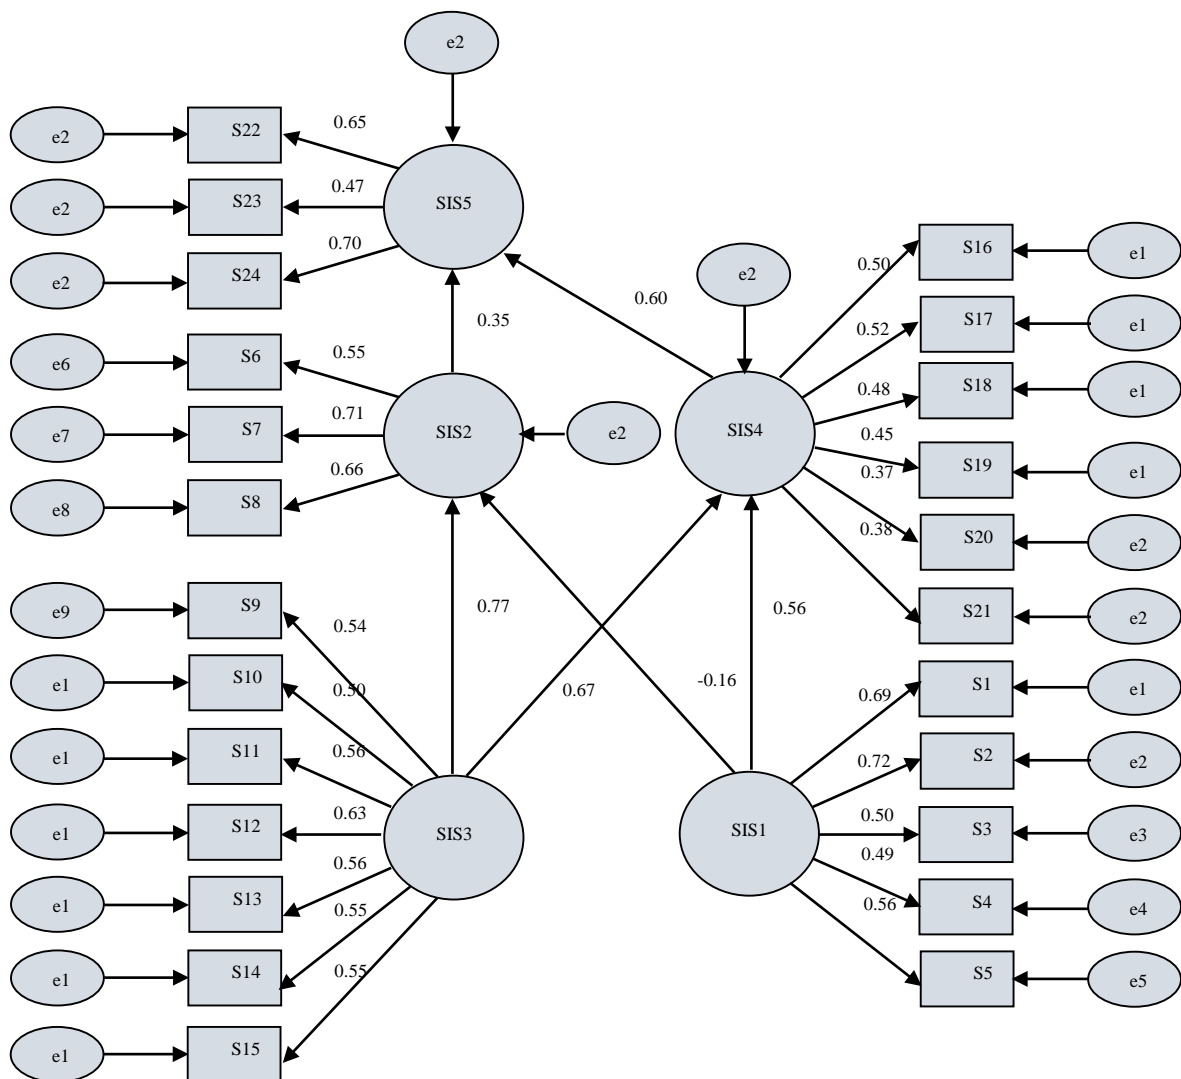 e2
e2 S22 0.65
SIS5
e2 S23 0.47
e2 S24 0.70
0.60
0.35
e6 S6 0.55
e7 S7 0.71
SIS2
e2
e8 S8 0.66
e2
SIS4
0.50 S16 e1
0.52 S17 e1
0.48 S18 e1
0.45 S19 e1
0.37
0.38 S20 e2
S21 e2
e9 S9 0.54
0.77
0.56
0.67
-0.16
e1 S10 0.50
e1 S11 0.56
e1 S12 0.63
SIS3
e1 S13 0.56
e1 S14 0.55
e1 S15 0.55
SIS1
0.69 S1 e1
0.72 S2 e2
0.50 S3 e3
0.49
S4 e4
0.56
S5 e5